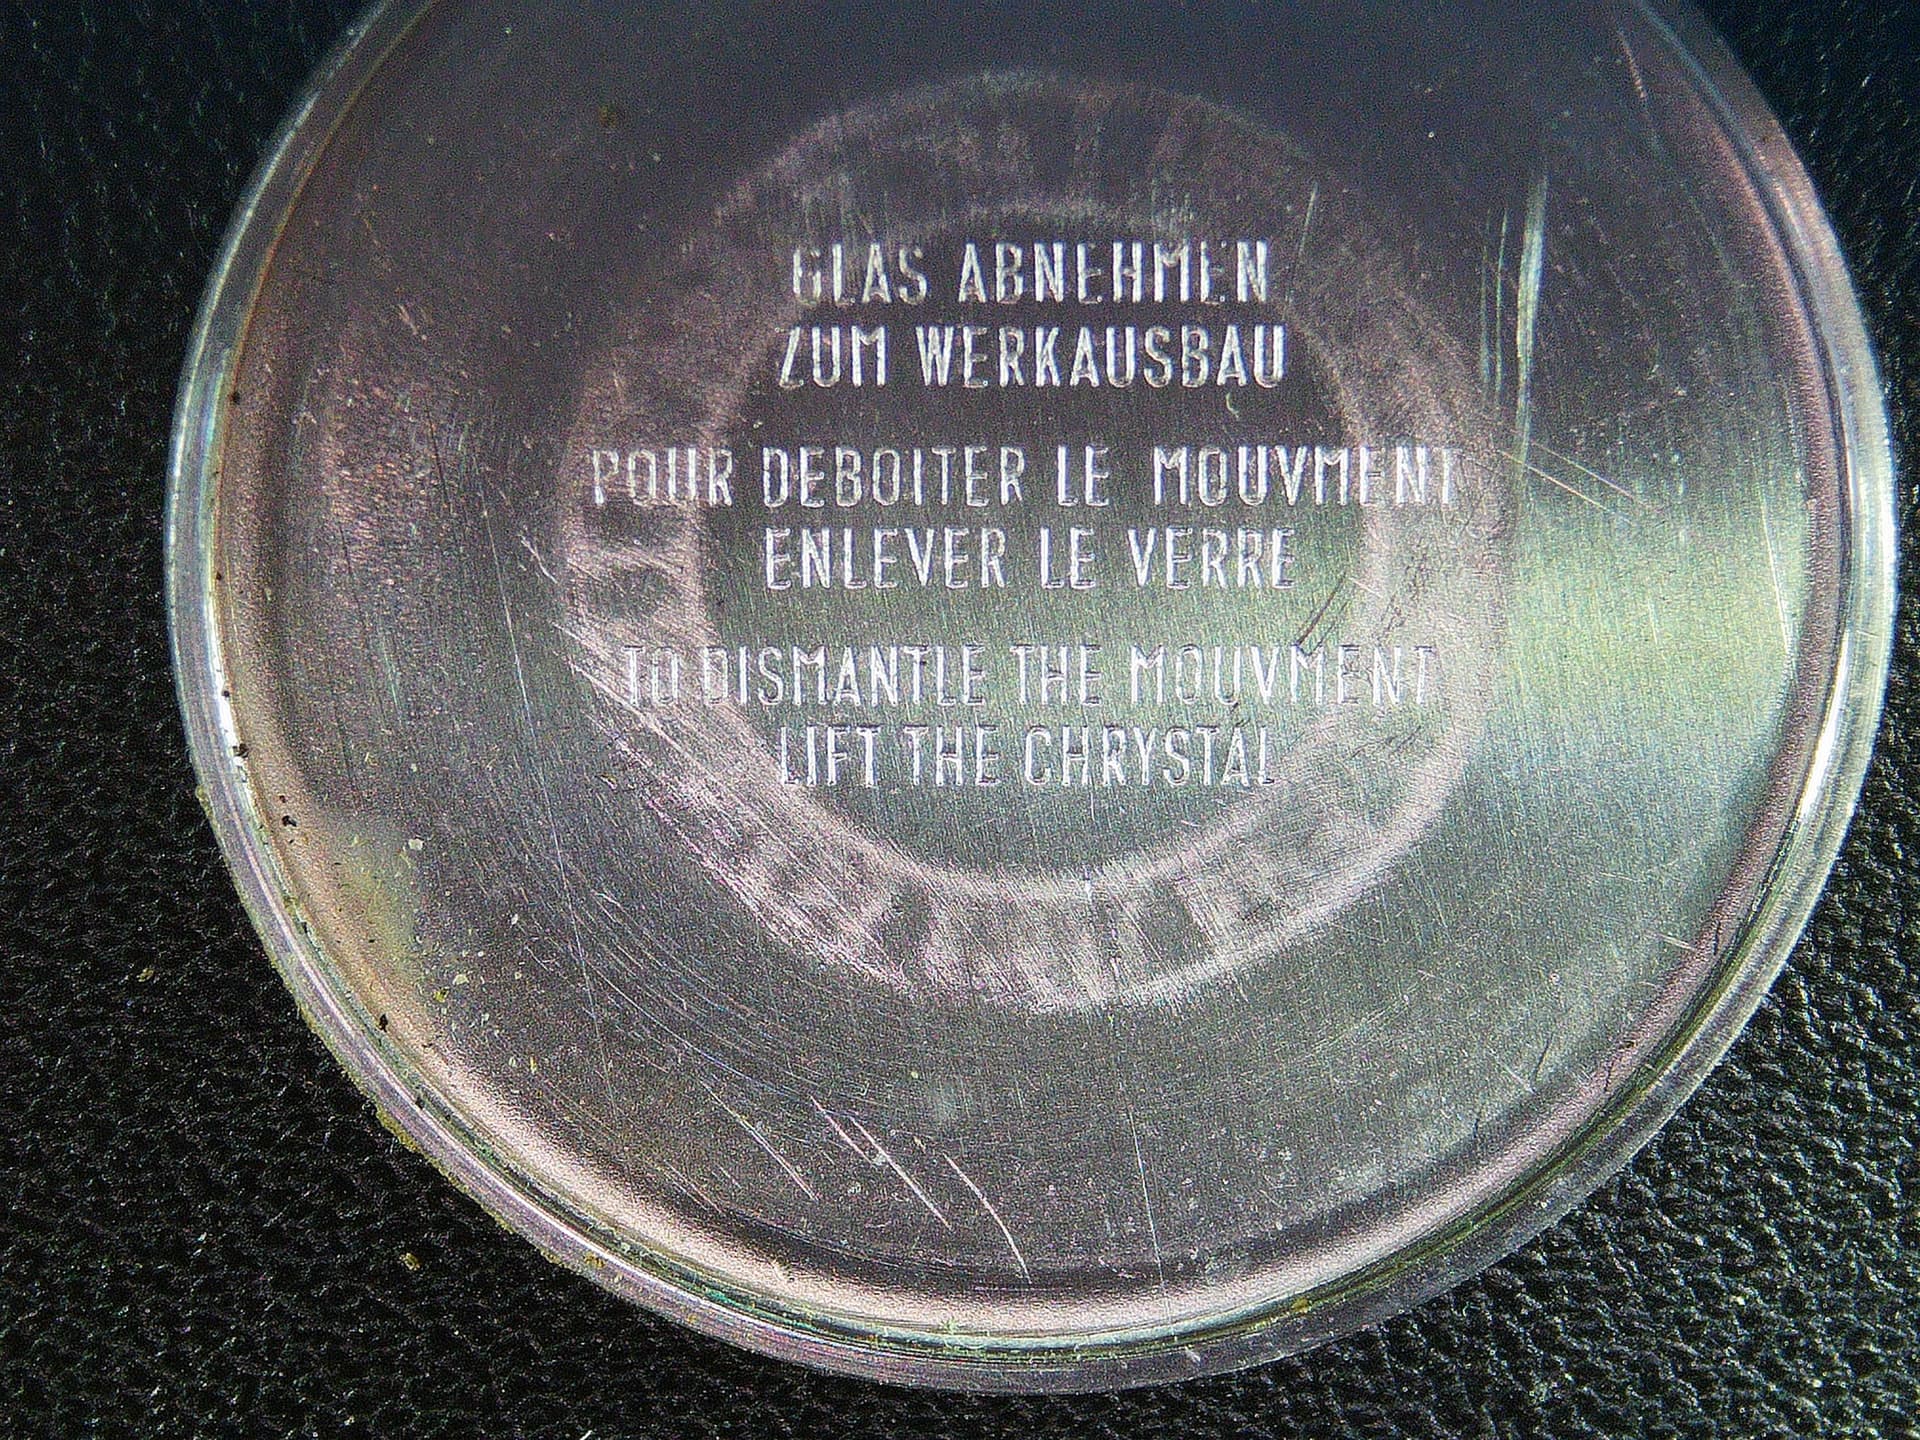 GLAS ABNEHMEN
ZUM WERKAUSBAU
POUR DEBOITER LE MOUVMENT
ENLEVER LE VERRE
TO DISMANTLE THE MOUVMENT
LIFT THE CHRYSTAL